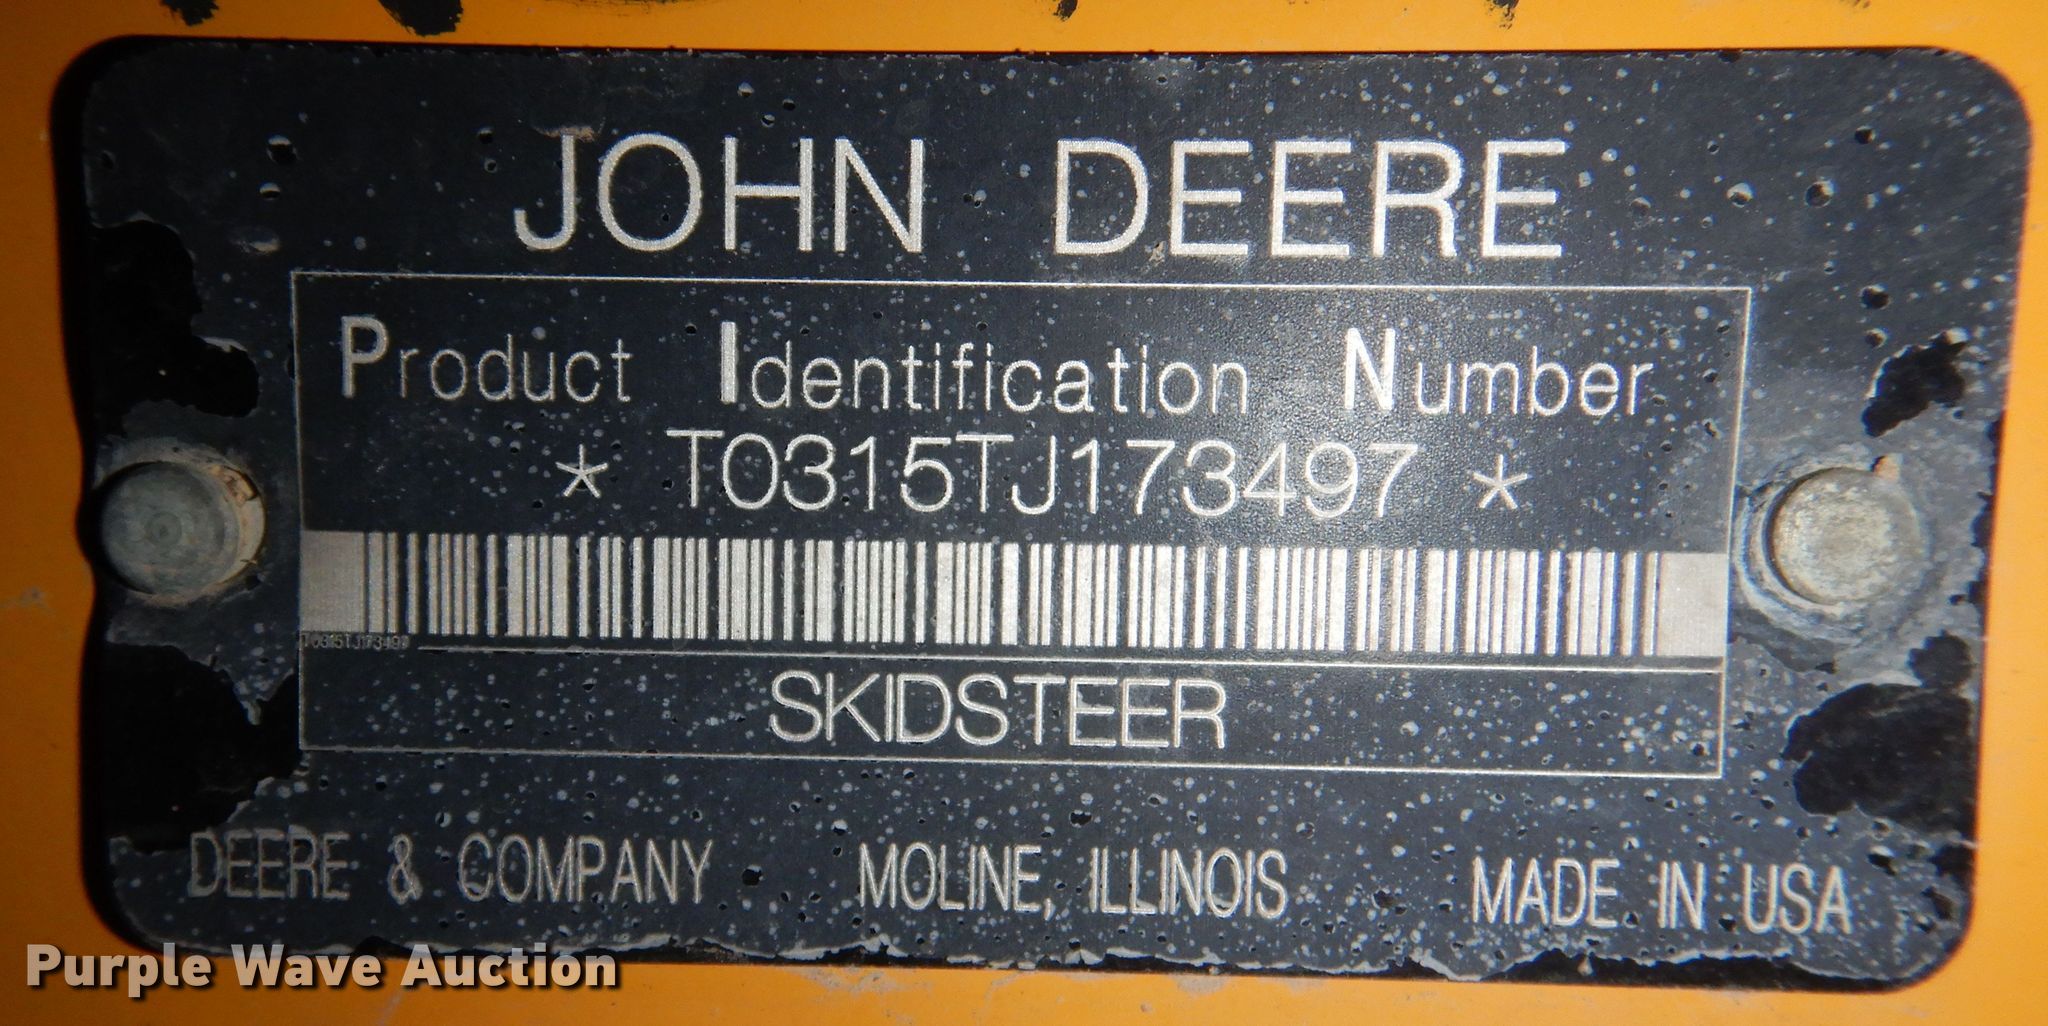 JOHN DEERE
Product Identification Number
* T0315TJ173497 *
T0315TJ173497
SKIDSTEER
DEERE & COMPANY MOLINE, ILLINOIS MADE IN USA
Purple Wave Auction